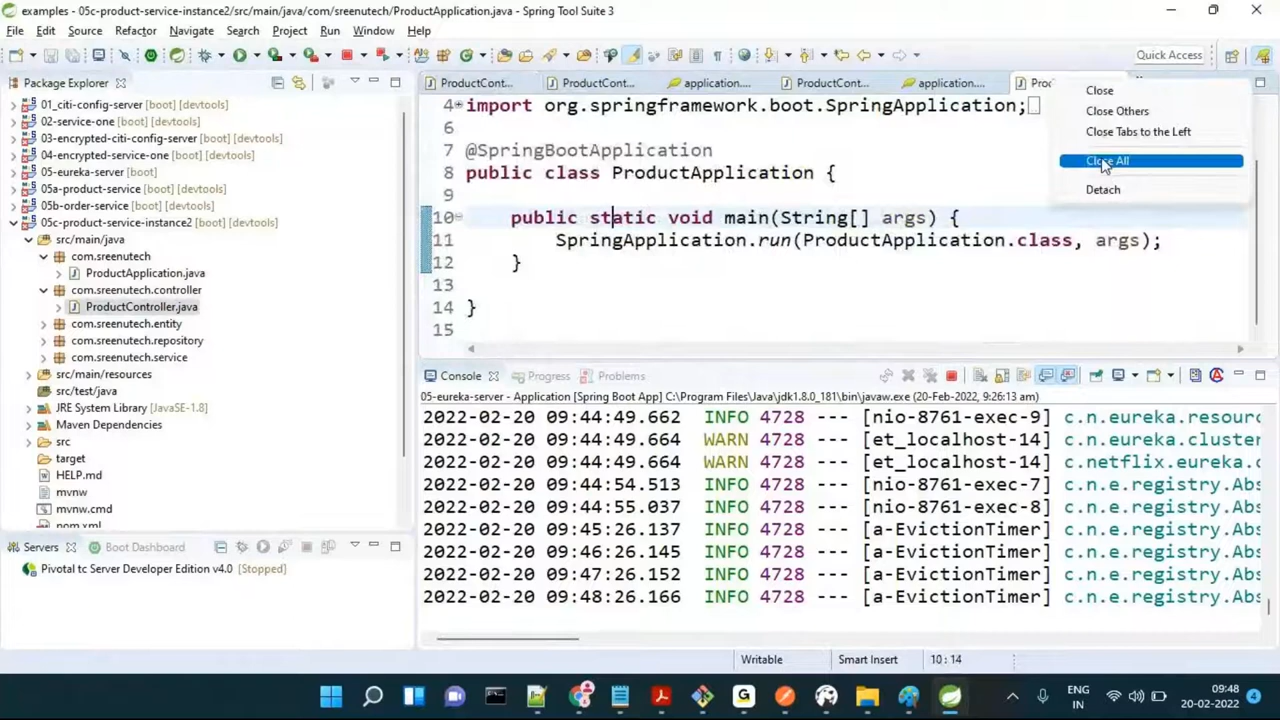 examples - 05c-product-service-instance2/src/main/java/com/sreenutech/ProductApplication.java - Spring Tool Suite 3
File Edit Source Refactor Navigate Search Project Run Window Help
Quick Access
Package Explorer
01_citi-config-server [boot] [devtools]
02-service-one [boot] [devtools]
03-encrypted-citi-config-server [boot] [devtools]
04-encrypted-service-one [boot] [devtools]
05-eureka-server [boot]
05a-product-service [boot] [devtools]
05b-order-service [boot] [devtools]
05c-product-service-instance2 [boot] [devtools]
src/main/java
com.sreenutech
ProductApplication.java
com.sreenutech.controller
ProductController.java
com.sreenutech.entity
com.sreenutech.repository
com.sreenutech.service
src/main/resources
src/test/java
JRE System Library [JavaSE-1.8]
Maven Dependencies
src
target
HELP.md
mvnw
mvnw.cmd
pom.xml
Servers Boot Dashboard
Pivotal tc Server Developer Edition v4.0 [Stopped]
ProductCont... ProductCont... application.... ProductCont... application....
Close
Close Others
Close Tabs to the Left
Close All
Detach
4 import org.springframework.boot.SpringApplication;
6
7 @SpringBootApplication
8 public class ProductApplication {
9
10 public static void main(String[] args) {
11 SpringApplication.run(ProductApplication.class, args);
12 }
13
14 }
15
Console Progress Problems
05-eureka-server - Application [Spring Boot App] C:\Program Files\Java\jdk1.8.0_181\bin\javaw.exe (20-Feb-2022, 9:26:13 am)
2022-02-20 09:44:49.662 INFO 4728 --- [nio-8761-exec-9] c.n.eureka.resourc
2022-02-20 09:44:49.664 WARN 4728 --- [et_localhost-14] c.n.eureka.cluster
2022-02-20 09:44:49.664 WARN 4728 --- [et_localhost-14] c.netflix.eureka.c
2022-02-20 09:44:54.513 INFO 4728 --- [nio-8761-exec-7] c.n.e.registry.Abs
2022-02-20 09:44:55.037 INFO 4728 --- [nio-8761-exec-8] c.n.e.registry.Abs
2022-02-20 09:45:26.137 INFO 4728 --- [a-EvictionTimer] c.n.e.registry.Abs
2022-02-20 09:46:26.145 INFO 4728 --- [a-EvictionTimer] c.n.e.registry.Abs
2022-02-20 09:47:26.152 INFO 4728 --- [a-EvictionTimer] c.n.e.registry.Abs
2022-02-20 09:48:26.166 INFO 4728 --- [a-EvictionTimer] c.n.e.registry.Abs
Writable Smart Insert 10 : 14
ENG
IN
09:48
20-02-2022